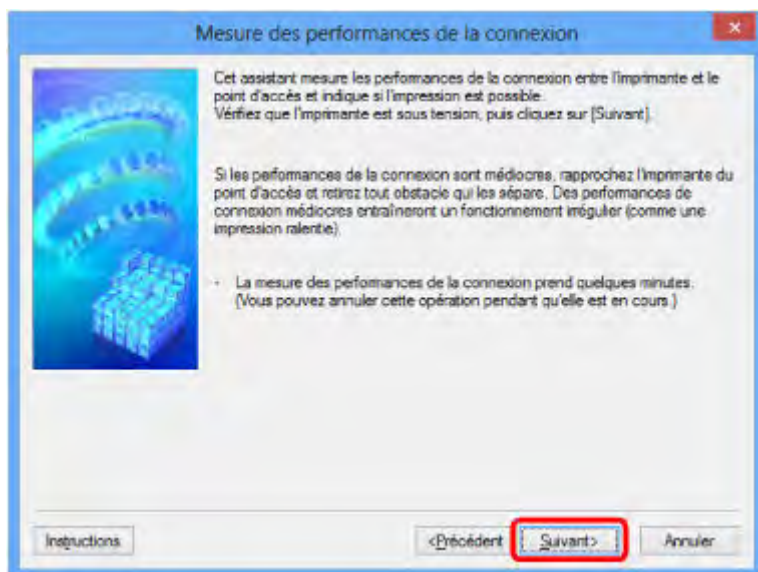 Mesure des performances de la connexion
Cet assistant mesure les performances de la connexion entre l'imprimante et le
point d'accès et indique si l'impression est possible.
Vérifiez que l'imprimante est sous tension, puis cliquez sur [Suivant].
Si les performances de la connexion sont médiocres, rapprochez l'imprimante du
point d'accès et retirez tout obstacle qui les sépare. Des performances de
connexion médiocres entraîneront un fonctionnement irrégulier (comme une
impression ralentie).
- La mesure des performances de la connexion prend quelques minutes.
(Vous pouvez annuler cette opération pendant qu'elle est en cours.)
Instructions
<Précédent
Suivant>
Annuler